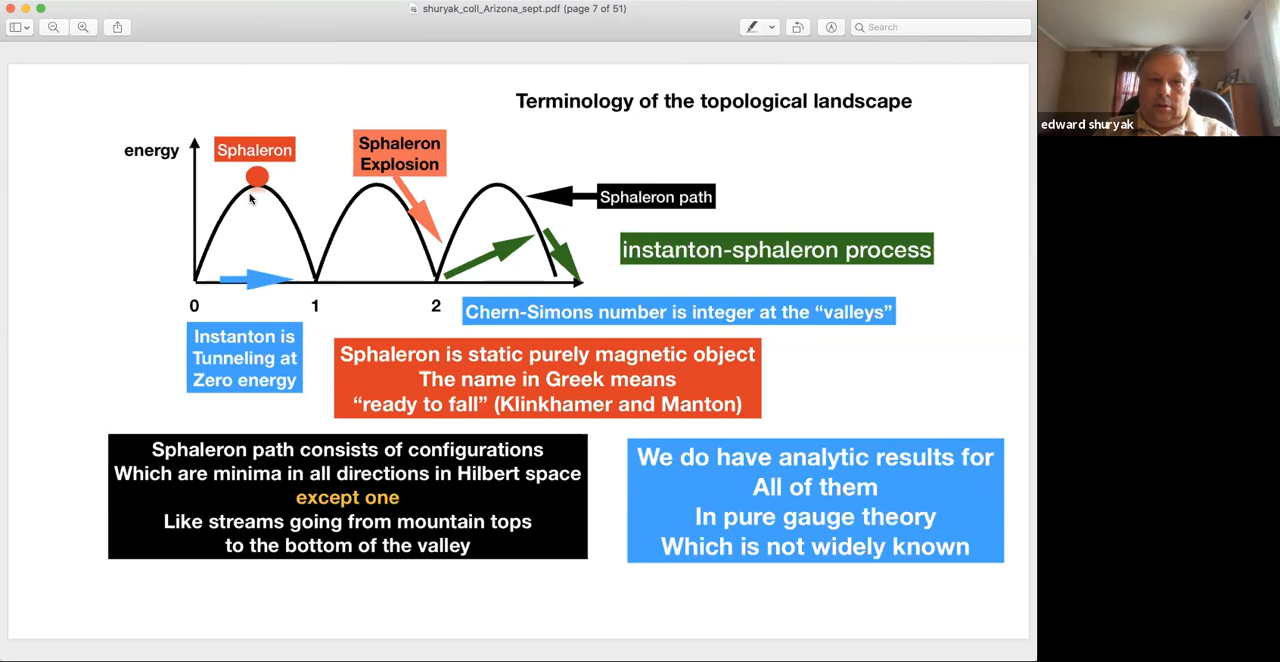 shuryak_coll_Arizona_sept.pdf (page 7 of 51)
Search
edward shuryak
Terminology of the topological landscape
energy
Sphaleron
Sphaleron
Explosion
Sphaleron path
instanton-sphaleron process
0
1
2
Chern-Simons number is integer at the “valleys”
Instanton is
Tunneling at
Zero energy
Sphaleron is static purely magnetic object
The name in Greek means
“ready to fall” (Klinkhamer and Manton)
Sphaleron path consists of configurations
Which are minima in all directions in Hilbert space
except one
Like streams going from mountain tops
to the bottom of the valley
We do have analytic results for
All of them
In pure gauge theory
Which is not widely known